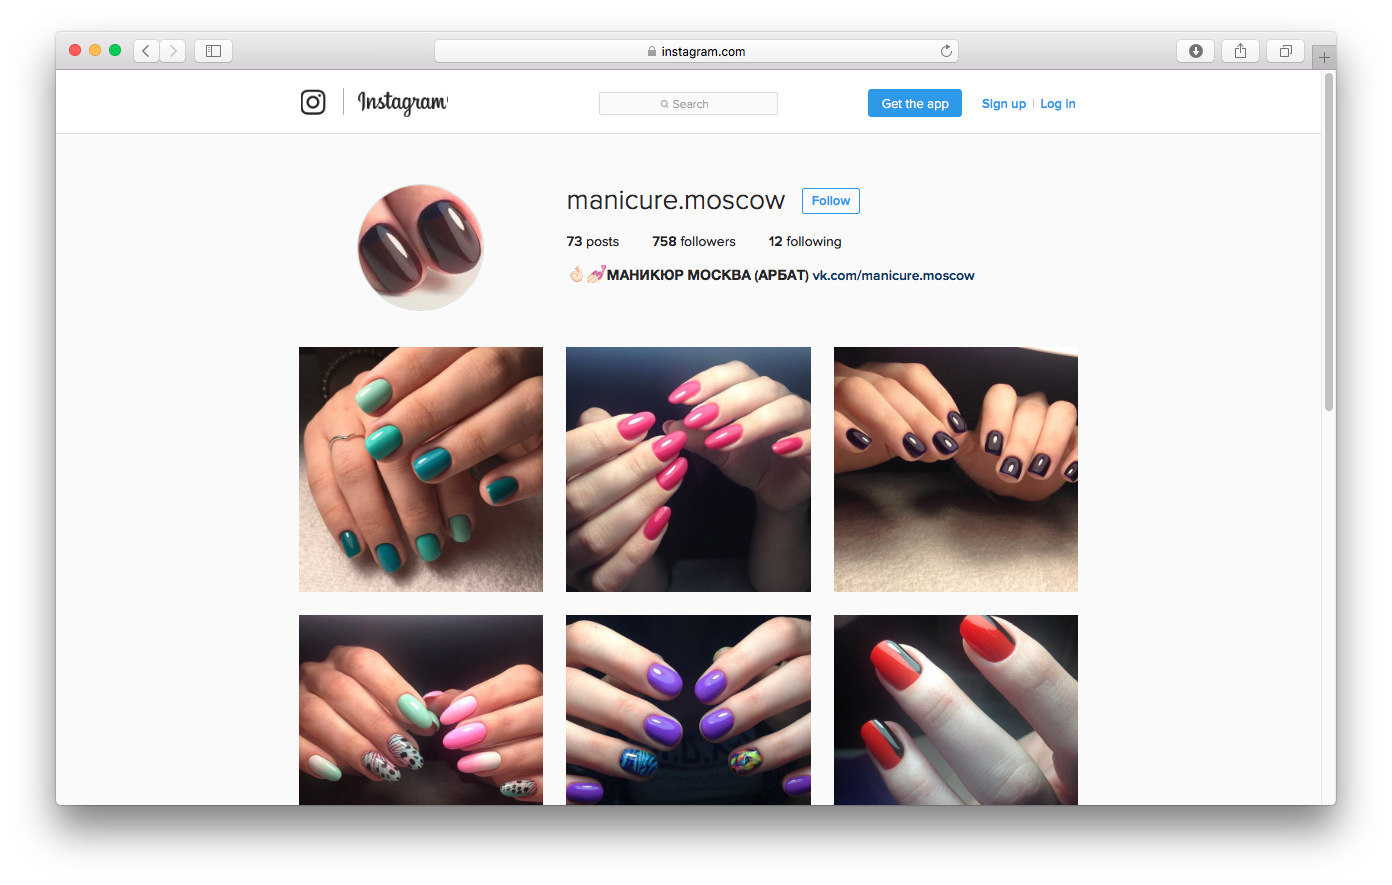 instagram.com
Instagram
Search
Get the app
Sign up | Log in
manicure.moscow
Follow
73 posts 758 followers 12 following
👌🏻💅🏻МАНИКЮР МОСКВА (АРБАТ) vk.com/manicure.moscow